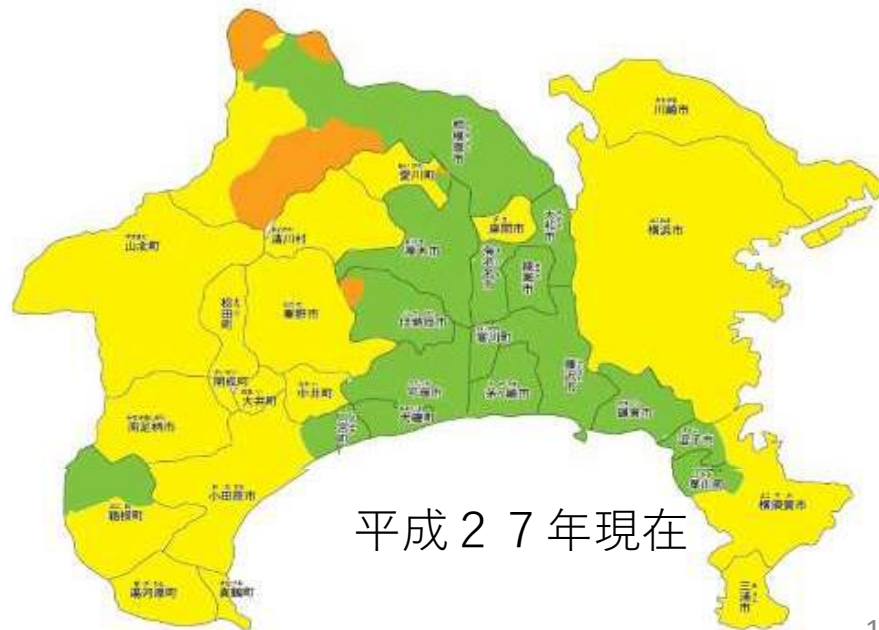 川崎市
相模原市
愛川町
横浜市
座間市
大和市
山北町
清川村
厚木市
海老名市
綾瀬市
松田町
秦野市
伊勢原市
寒川町
開成町
大井町
中井町
平塚市
茅ヶ崎市
藤沢市
鎌倉市
南足柄市
二宮町
大磯町
逗子市
葉山町
小田原市
箱根町
横須賀市
平成２７年現在
湯河原町
真鶴町
三浦市
1